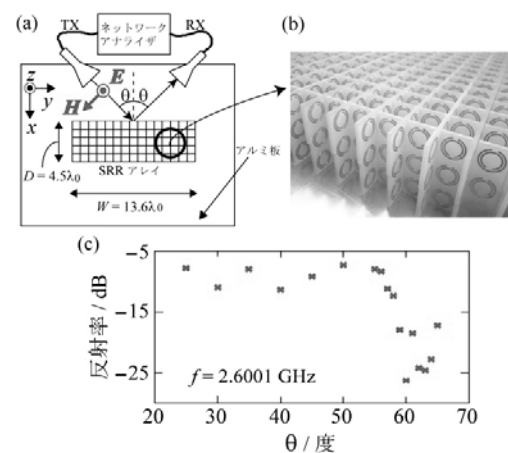 (a)
TX
ネットワーク
アナライザ
RX
(b)
z
y
x
E
H
θ
θ
D = 4.5λ0
SRR アレイ
アルミ板
W = 13.6λ0
(c)
-5
-15
-25
反射率 / dB
f = 2.6001 GHz
20
30
40
50
60
70
θ / 度